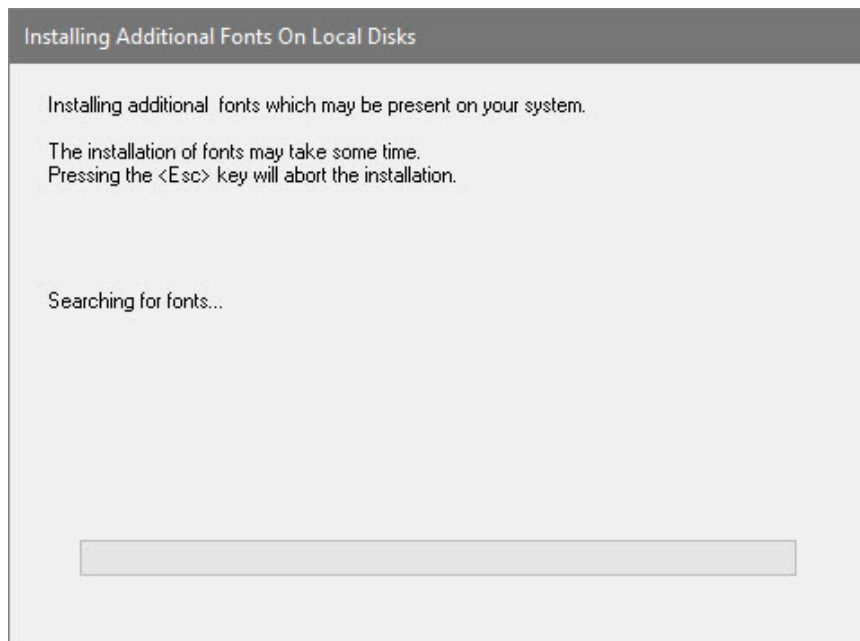 Installing Additional Fonts On Local Disks
Installing additional  fonts which may be present on your system.
The installation of fonts may take some time.
Pressing the <Esc> key will abort the installation.
Searching for fonts...